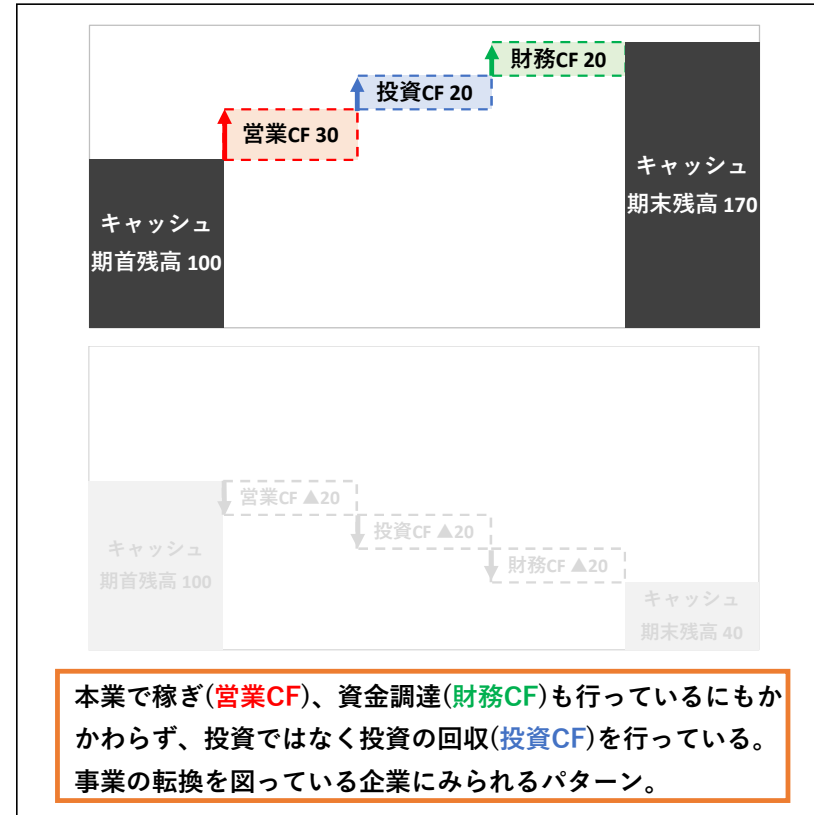 財務CF 20
投資CF 20
営業CF 30
キャッシュ
期首残高 100
キャッシュ
期末残高 170
営業CF ▲20
投資CF ▲20
財務CF ▲20
キャッシュ
期首残高 100
キャッシュ
期末残高 40
本業で稼ぎ(営業CF)、資金調達(財務CF)も行っているにもか
かわらず、投資ではなく投資の回収(投資CF)を行っている。
事業の転換を図っている企業にみられるパターン。